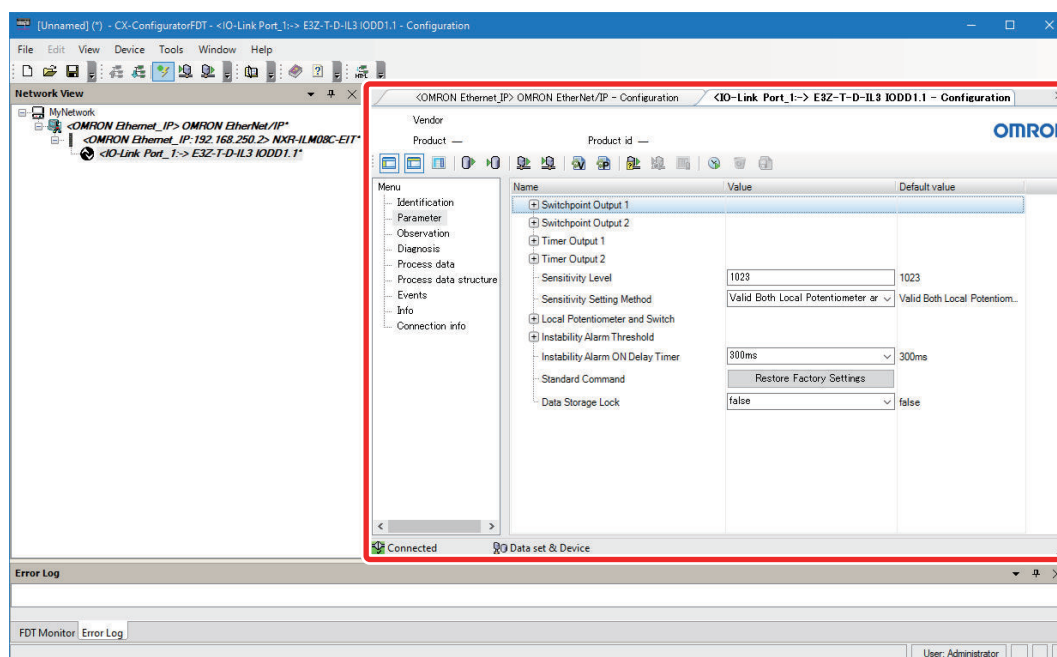 [Unnamed] (*) - CX-ConfiguratorFDT - <IO-Link Port_1:-> E3Z-T-D-IL3 IODD1.1 - Configuration
File Edit View Device Tools Window Help
Network View
MyNetwork
<OMRON Ethernet_IP> OMRON EtherNet/IP*
<OMRON Ethernet_IP:192.168.250.2> NXR-ILM08C-EIT*
<IO-Link Port_1:-> E3Z-T-D-IL3 IODD1.1*
<OMRON Ethernet_IP> OMRON EtherNet/IP - Configuration
<IO-Link Port_1:-> E3Z-T-D-IL3 IODD1.1 - Configuration
Vendor
Product —
Product id —
OMRON
Menu
Identification
Parameter
Observation
Diagnosis
Process data
Process data structure
Events
Info
Connection info
Name Value Default value
Switchpoint Output 1
Switchpoint Output 2
Timer Output 1
Timer Output 2
Sensitivity Level 1023 1023
Sensitivity Setting Method Valid Both Local Potentiometer ar Valid Both Local Potentiom...
Local Potentiometer and Switch
Instability Alarm Threshold
Instability Alarm ON Delay Timer 300ms 300ms
Standard Command Restore Factory Settings
Data Storage Lock false false
Connected Data set & Device
Error Log
FDT Monitor Error Log
User: Administrator